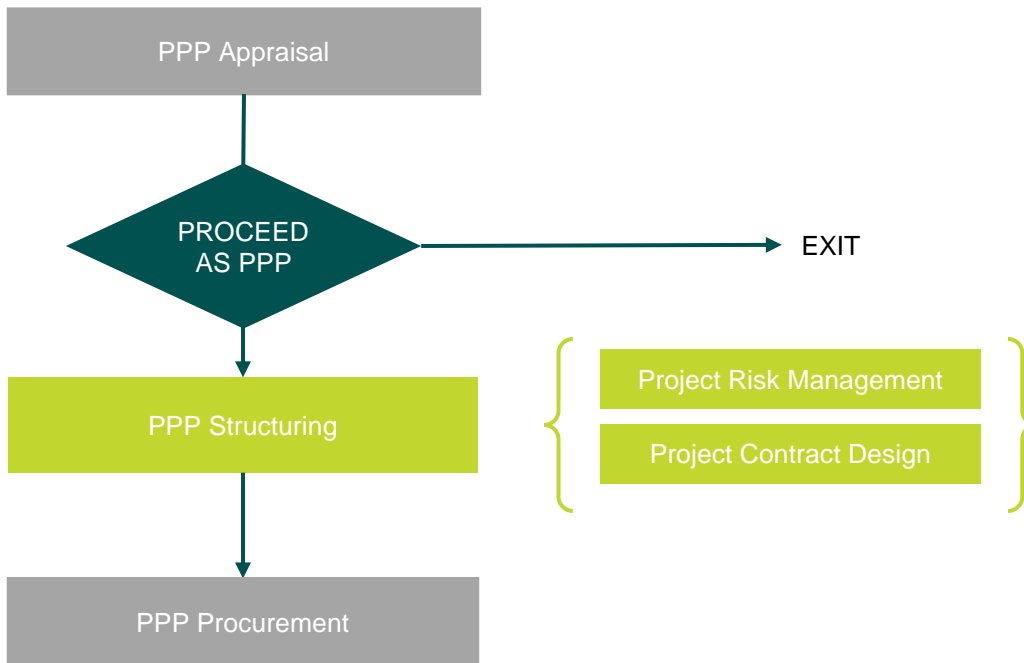 PPP Appraisal
PROCEED
AS PPP
EXIT
Project Risk Management
PPP Structuring
Project Contract Design
PPP Procurement